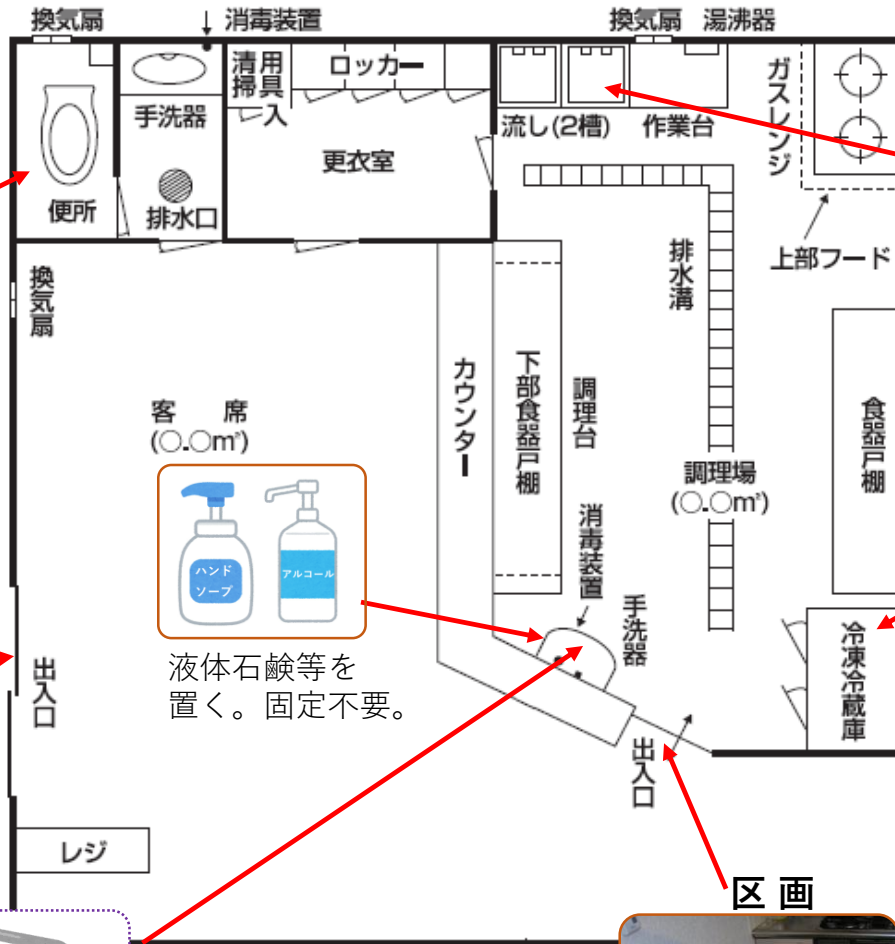 換気扇
消毒装置
換気扇
湯沸器
手洗器
清掃用具入
ロッカー
流し(2槽)
作業台
ガスレンジ
更衣室
便所
排水口
上部フード
換気扇
排水溝
カウンター
下部食器戸棚
調理台
食器戸棚
客 席
(〇.〇㎡)
調理場
(〇.〇㎡)
ハンド
ソープ
アルコール
消毒装置
手洗器
冷凍冷蔵庫
液体石鹸等を
置く。固定不要。
出入口
出入口
レジ
区 画